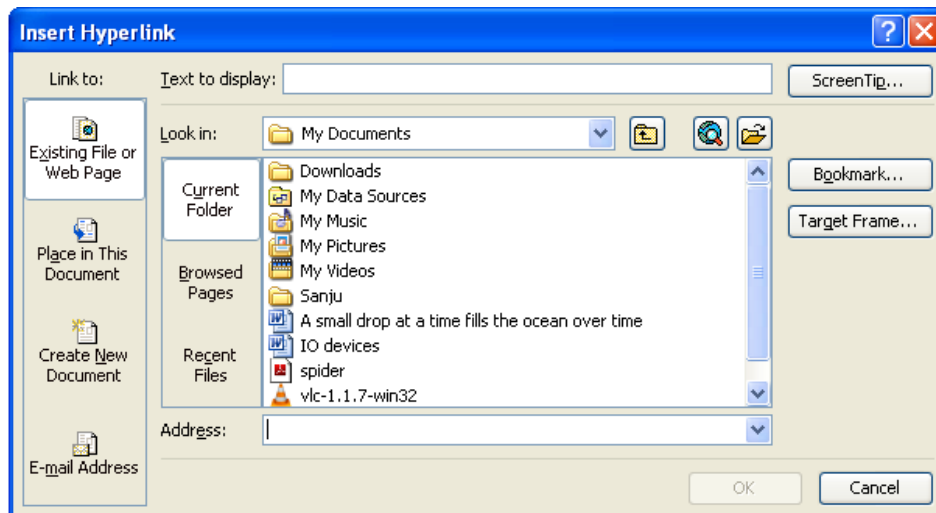 Insert Hyperlink
Link to:
Text to display:
ScreenTip...
Existing File or
Web Page
Place in This
Document
Create New
Document
E-mail Address
Look in:
My Documents
Current
Folder
Browsed
Pages
Recent
Files
Downloads
My Data Sources
My Music
My Pictures
My Videos
Sanju
A small drop at a time fills the ocean over time
IO devices
spider
vlc-1.1.7-win32
Bookmark...
Target Frame...
Address:
OK
Cancel